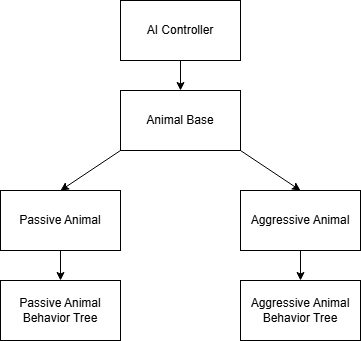 AI Controller
Animal Base
Passive Animal
Aggressive Animal
Passive Animal
Behavior Tree
Aggressive Animal
Behavior Tree